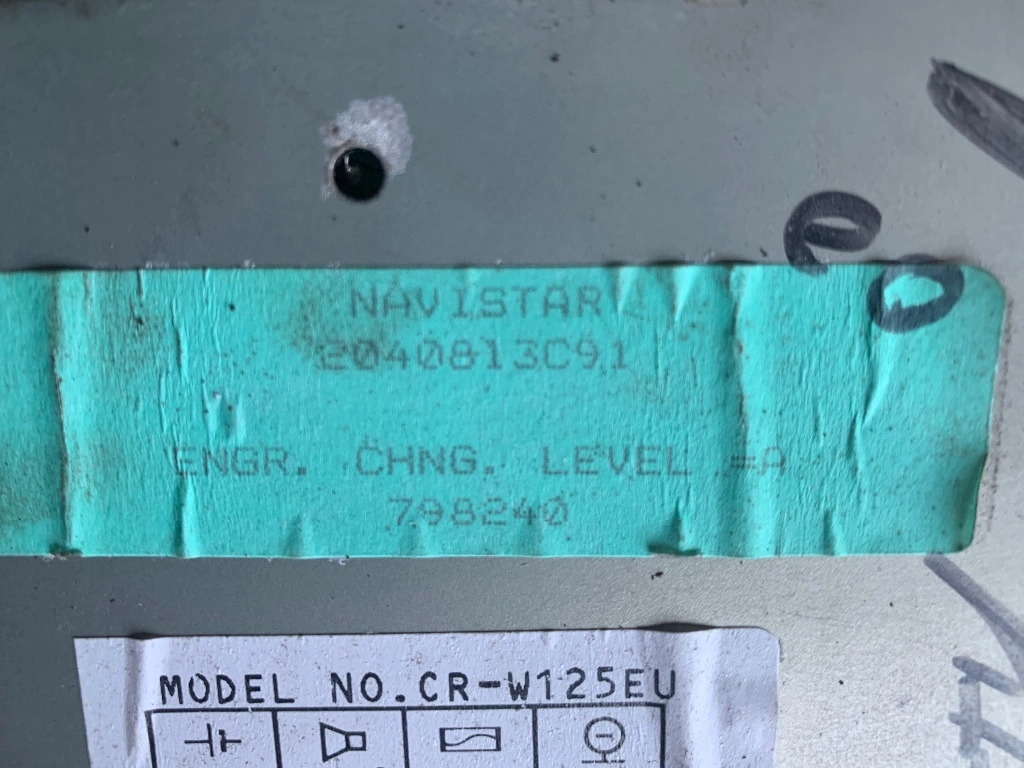 NAVISTAR
2040813C91
ENGR. CHNG. LEVEL =A
798240
MODEL NO.CR-W125EU